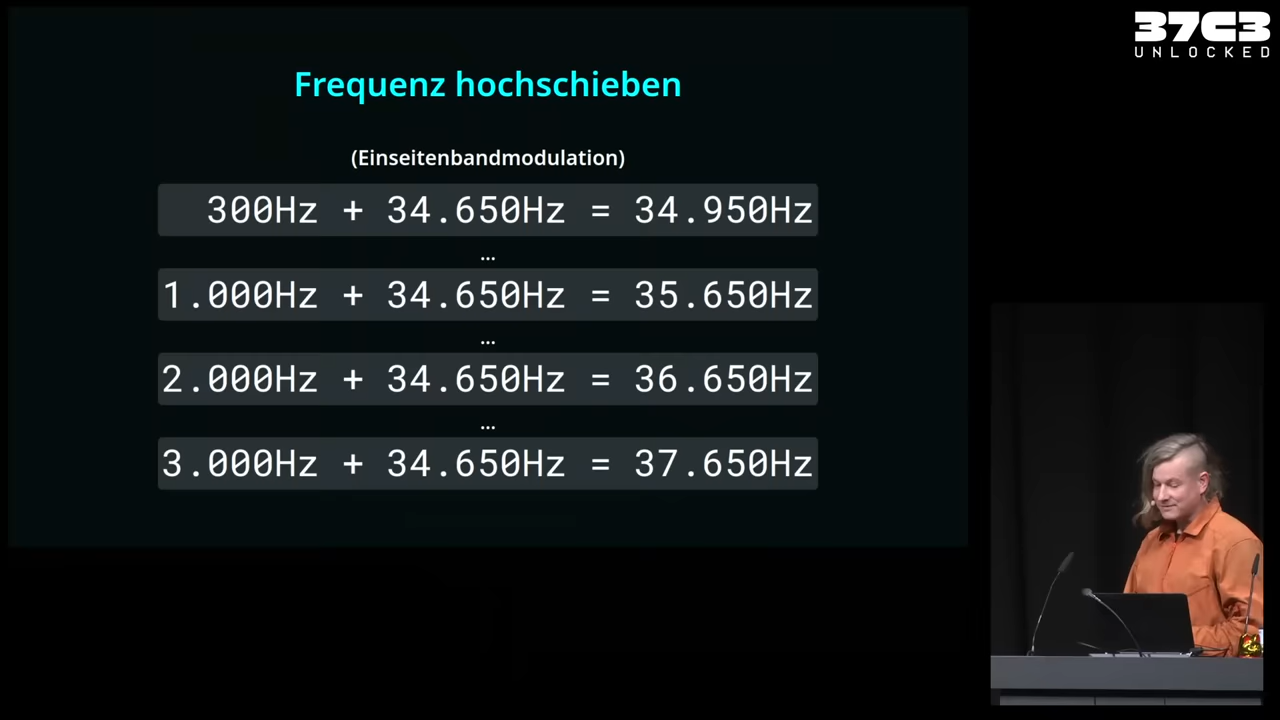 37C3
UNLOCKED
Frequenz hochschieben
(Einseitenbandmodulation)
300Hz + 34.650Hz = 34.950Hz
...
1.000Hz + 34.650Hz = 35.650Hz
...
2.000Hz + 34.650Hz = 36.650Hz
...
3.000Hz + 34.650Hz = 37.650Hz